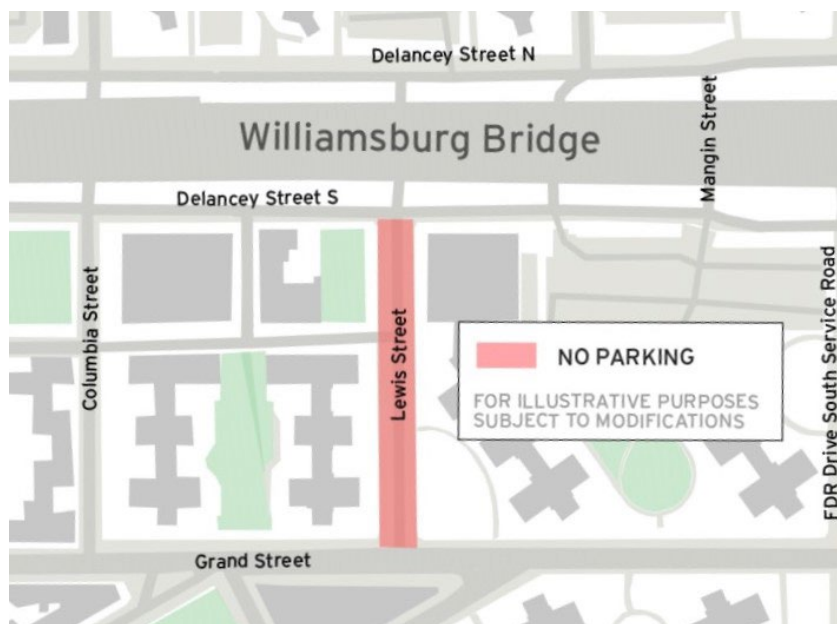 Delancey Street N
Mangin Street
Williamsburg Bridge
Delancey Street S
Columbia Street
Lewis Street
FDR Drive South Service Road
NO PARKING
FOR ILLUSTRATIVE PURPOSES
SUBJECT TO MODIFICATIONS
Grand Street